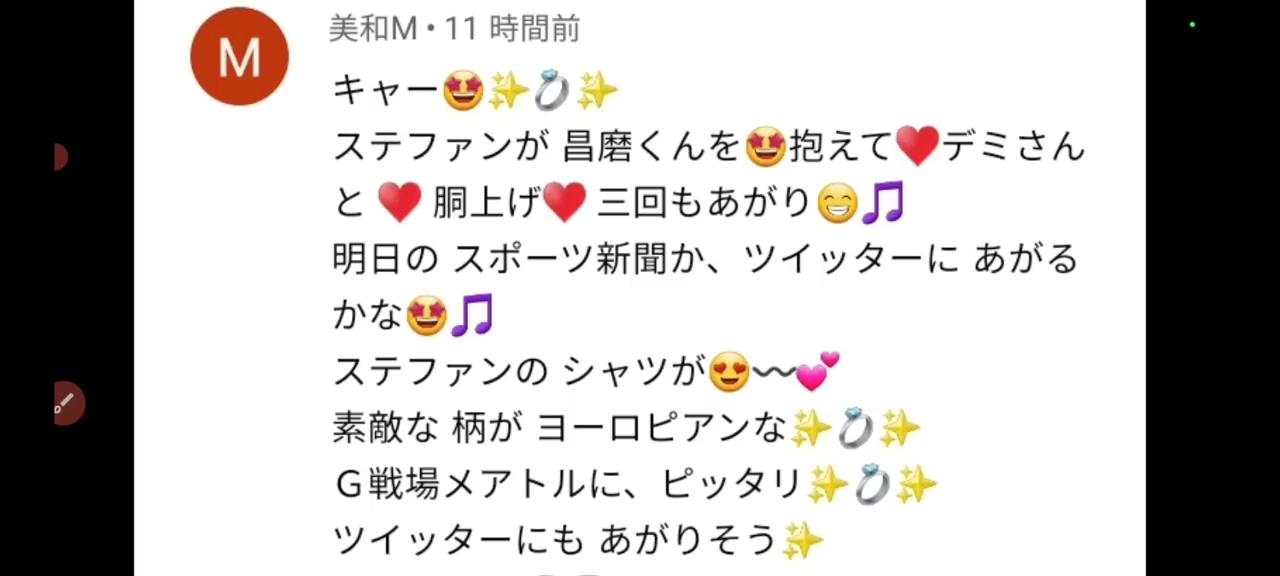 M
美和M • 11 時間前
キャー🤩✨💍✨
ステファンが 昌磨くんを🤩抱えて❤️デミさん
と ❤️ 胴上げ❤️ 三回もあがり😁🎵
明日の スポーツ新聞か、ツイッターに あがる
かな🤩🎵
ステファンの シャツが😍〰️💕
素敵な 柄が ヨーロピアンな✨💍✨
Ｇ戦場メアトルに、ピッタリ✨💍✨
ツイッターにも あがりそう✨